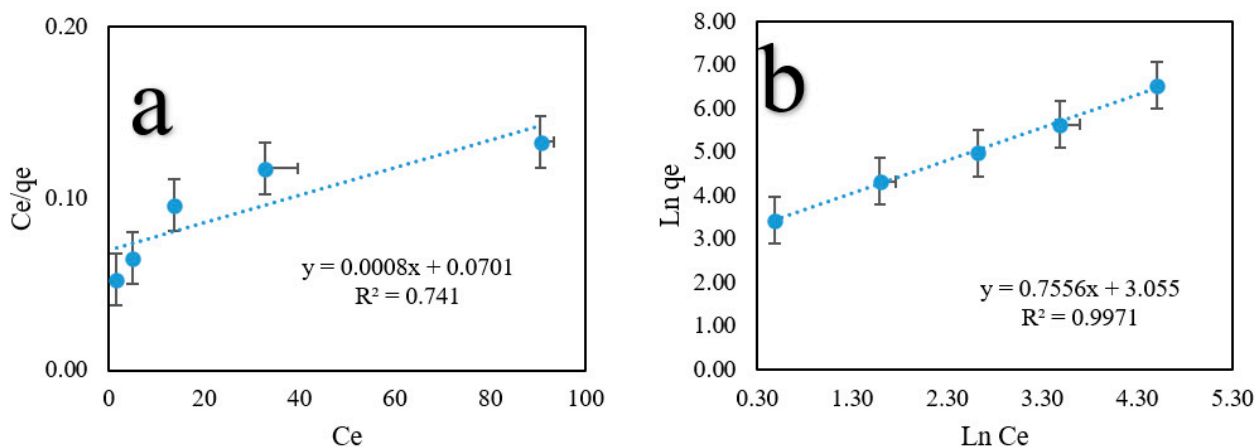 a
0.20
0.10
0.00
Ce/qe
y = 0.0008x + 0.0701
R² = 0.741
0 20 40 60 80 100
Ce
b
8.00
7.00
6.00
5.00
4.00
3.00
2.00
1.00
0.00
Ln qe
y = 0.7556x + 3.055
R² = 0.9971
0.30 1.30 2.30 3.30 4.30 5.30
Ln Ce